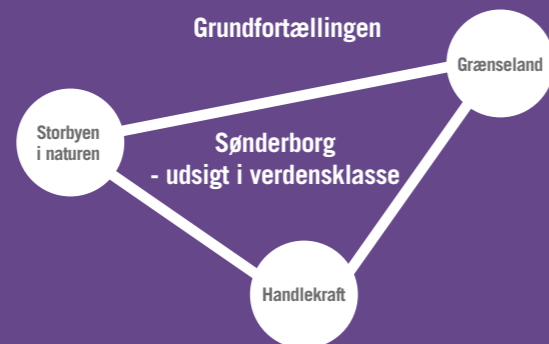 Grundfortællingen
Grænseland
Storbyen
i naturen
Sønderborg
- udsigt i verdensklasse
Handlekraft